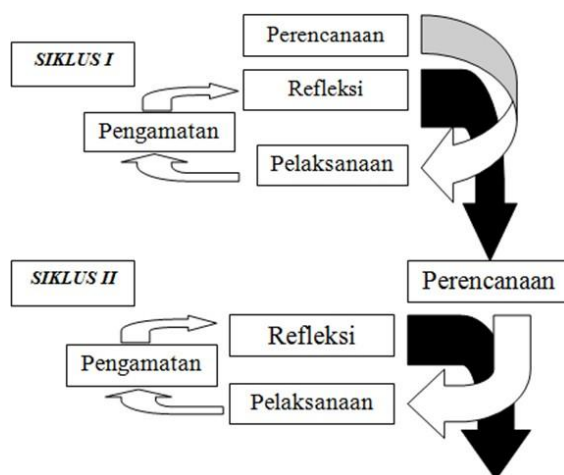 Perencanaan
SIKLUS I
Refleksi
Pengamatan
Pelaksanaan
SIKLUS II
Perencanaan
Refleksi
Pengamatan
Pelaksanaan